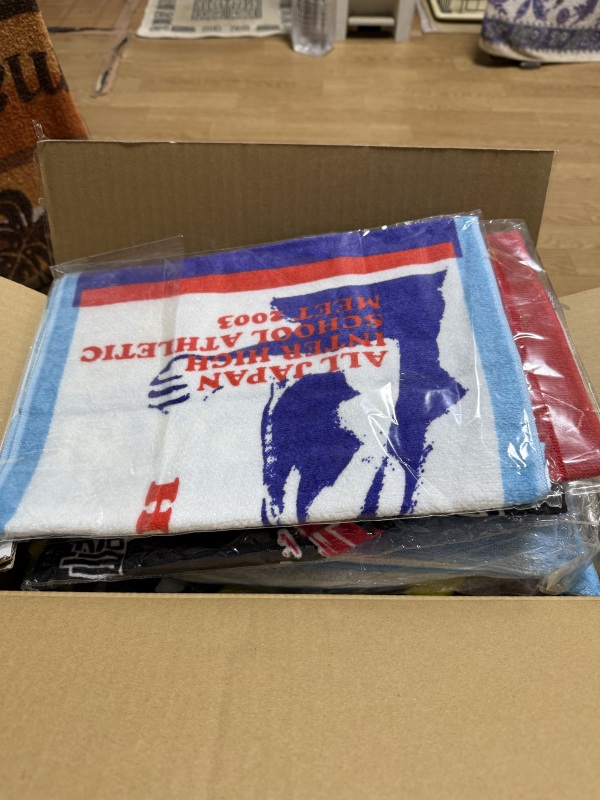 ALL JAPAN
INTER HIGH
SCHOOL ATHLETIC
MEET 2003
H